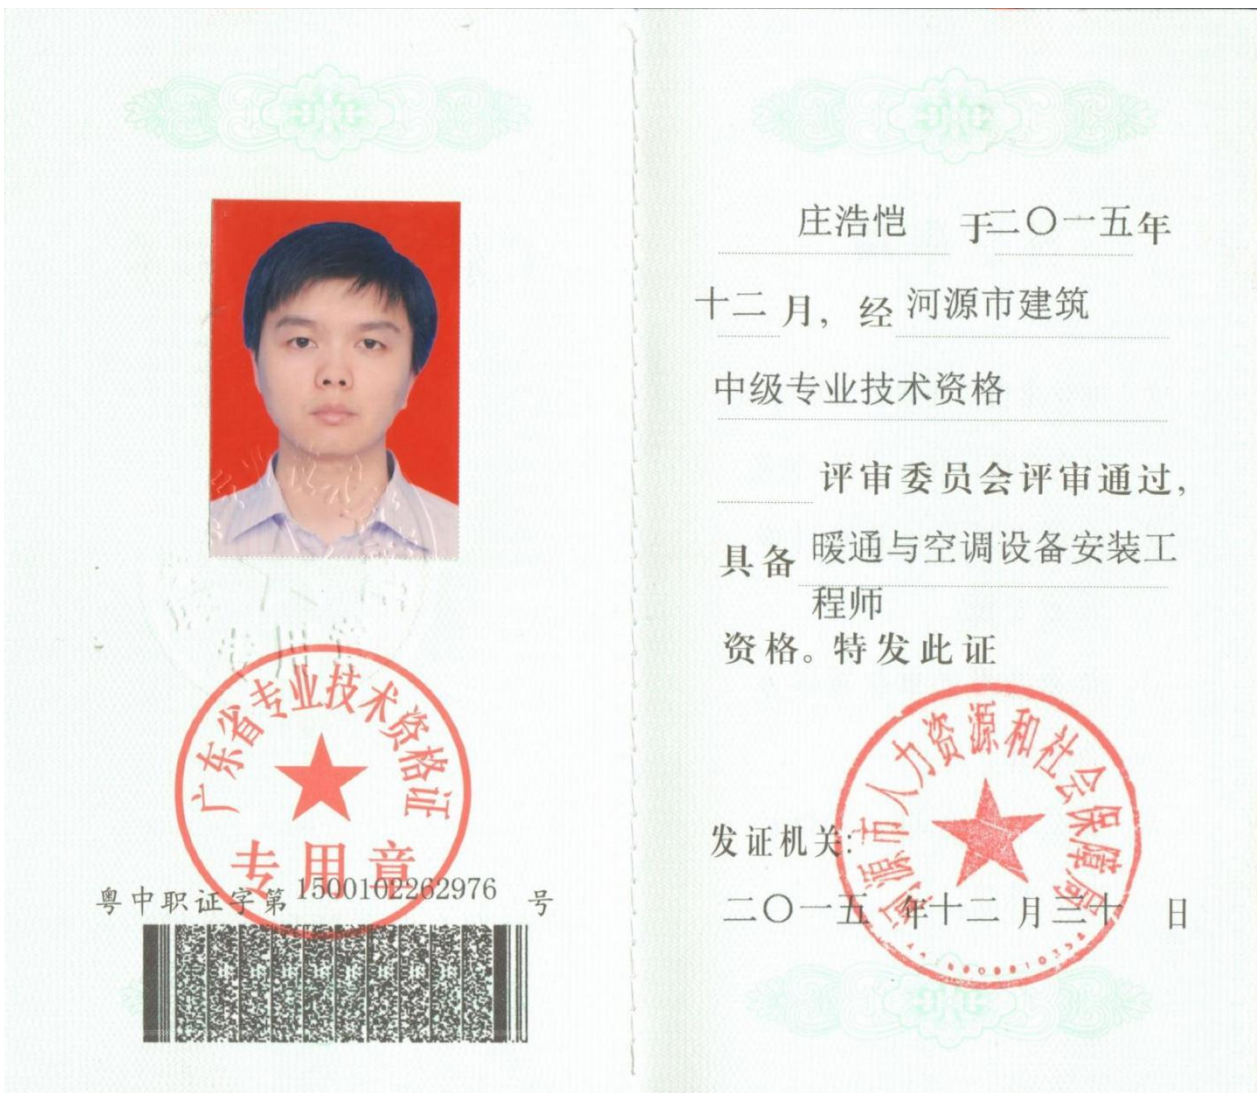 广东省专业技术资格证
专用章
粤中职证字第 1500102262976 号
庄浩恺 于二〇一五年
十二月，经 河源市建筑
中级专业技术资格
评审委员会评审通过，
具备 暖通与空调设备安装工
程师
资格。特发此证
河源市人力资源和社会保障局
发证机关:
二〇一五 年十二 月三十 日